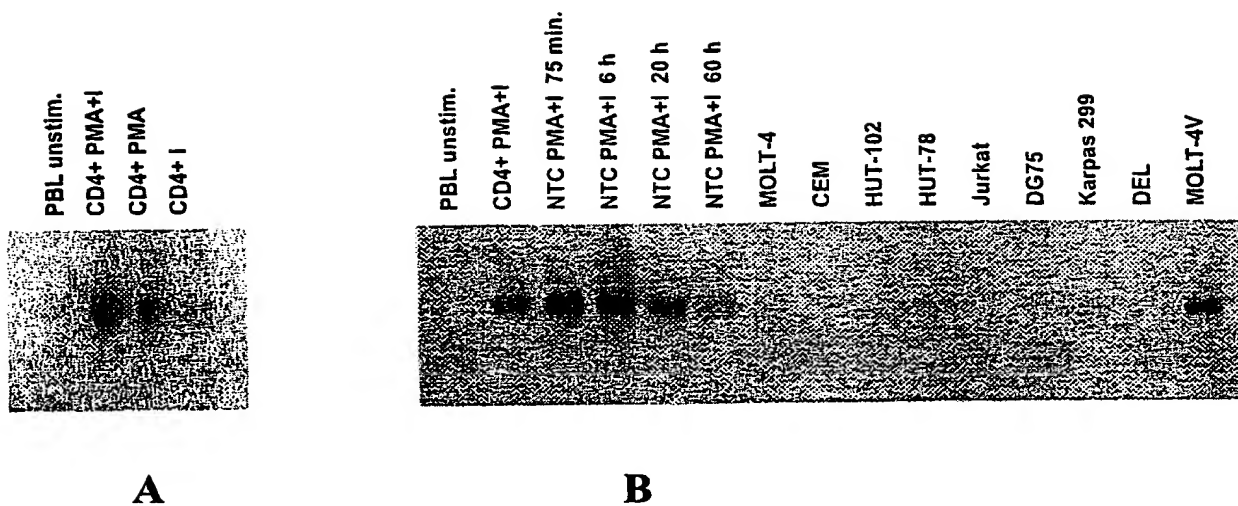 PBL unstim.
CD4+ PMA+I
CD4+ PMA
CD4+ I
PBL unstim.
CD4+ PMA+I
NTC PMA+I 75 min.
NTC PMA+I 6 h
NTC PMA+I 20 h
NTC PMA+I 60 h
MOLT-4
CEM
HUT-102
HUT-78
Jurkat
DG75
Karpas 299
DEL
MOLT-4V
A
B